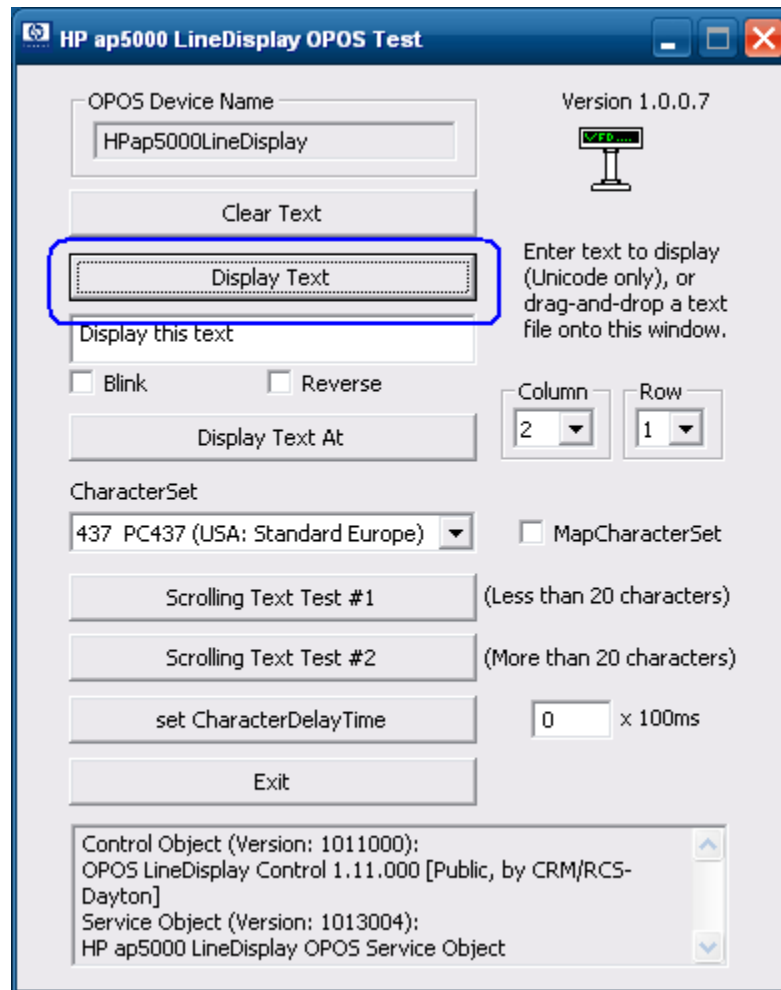 HP ap5000 LineDisplay OPOS Test
OPOS Device Name
Version 1.0.0.7
HPap5000LineDisplay
VFD....
Clear Text
Display Text
Enter text to display
(Unicode only), or
drag-and-drop a text
file onto this window.
Display this text
Blink
Reverse
Column
Row
Display Text At
2
1
CharacterSet
437 PC437 (USA: Standard Europe)
MapCharacterSet
Scrolling Text Test #1
(Less than 20 characters)
Scrolling Text Test #2
(More than 20 characters)
set CharacterDelayTime
0
x 100ms
Exit
Control Object (Version: 1011000):
OPOS LineDisplay Control 1.11.000 [Public, by CRM/RCS-
Dayton]
Service Object (Version: 1013004):
HP ap5000 LineDisplay OPOS Service Object